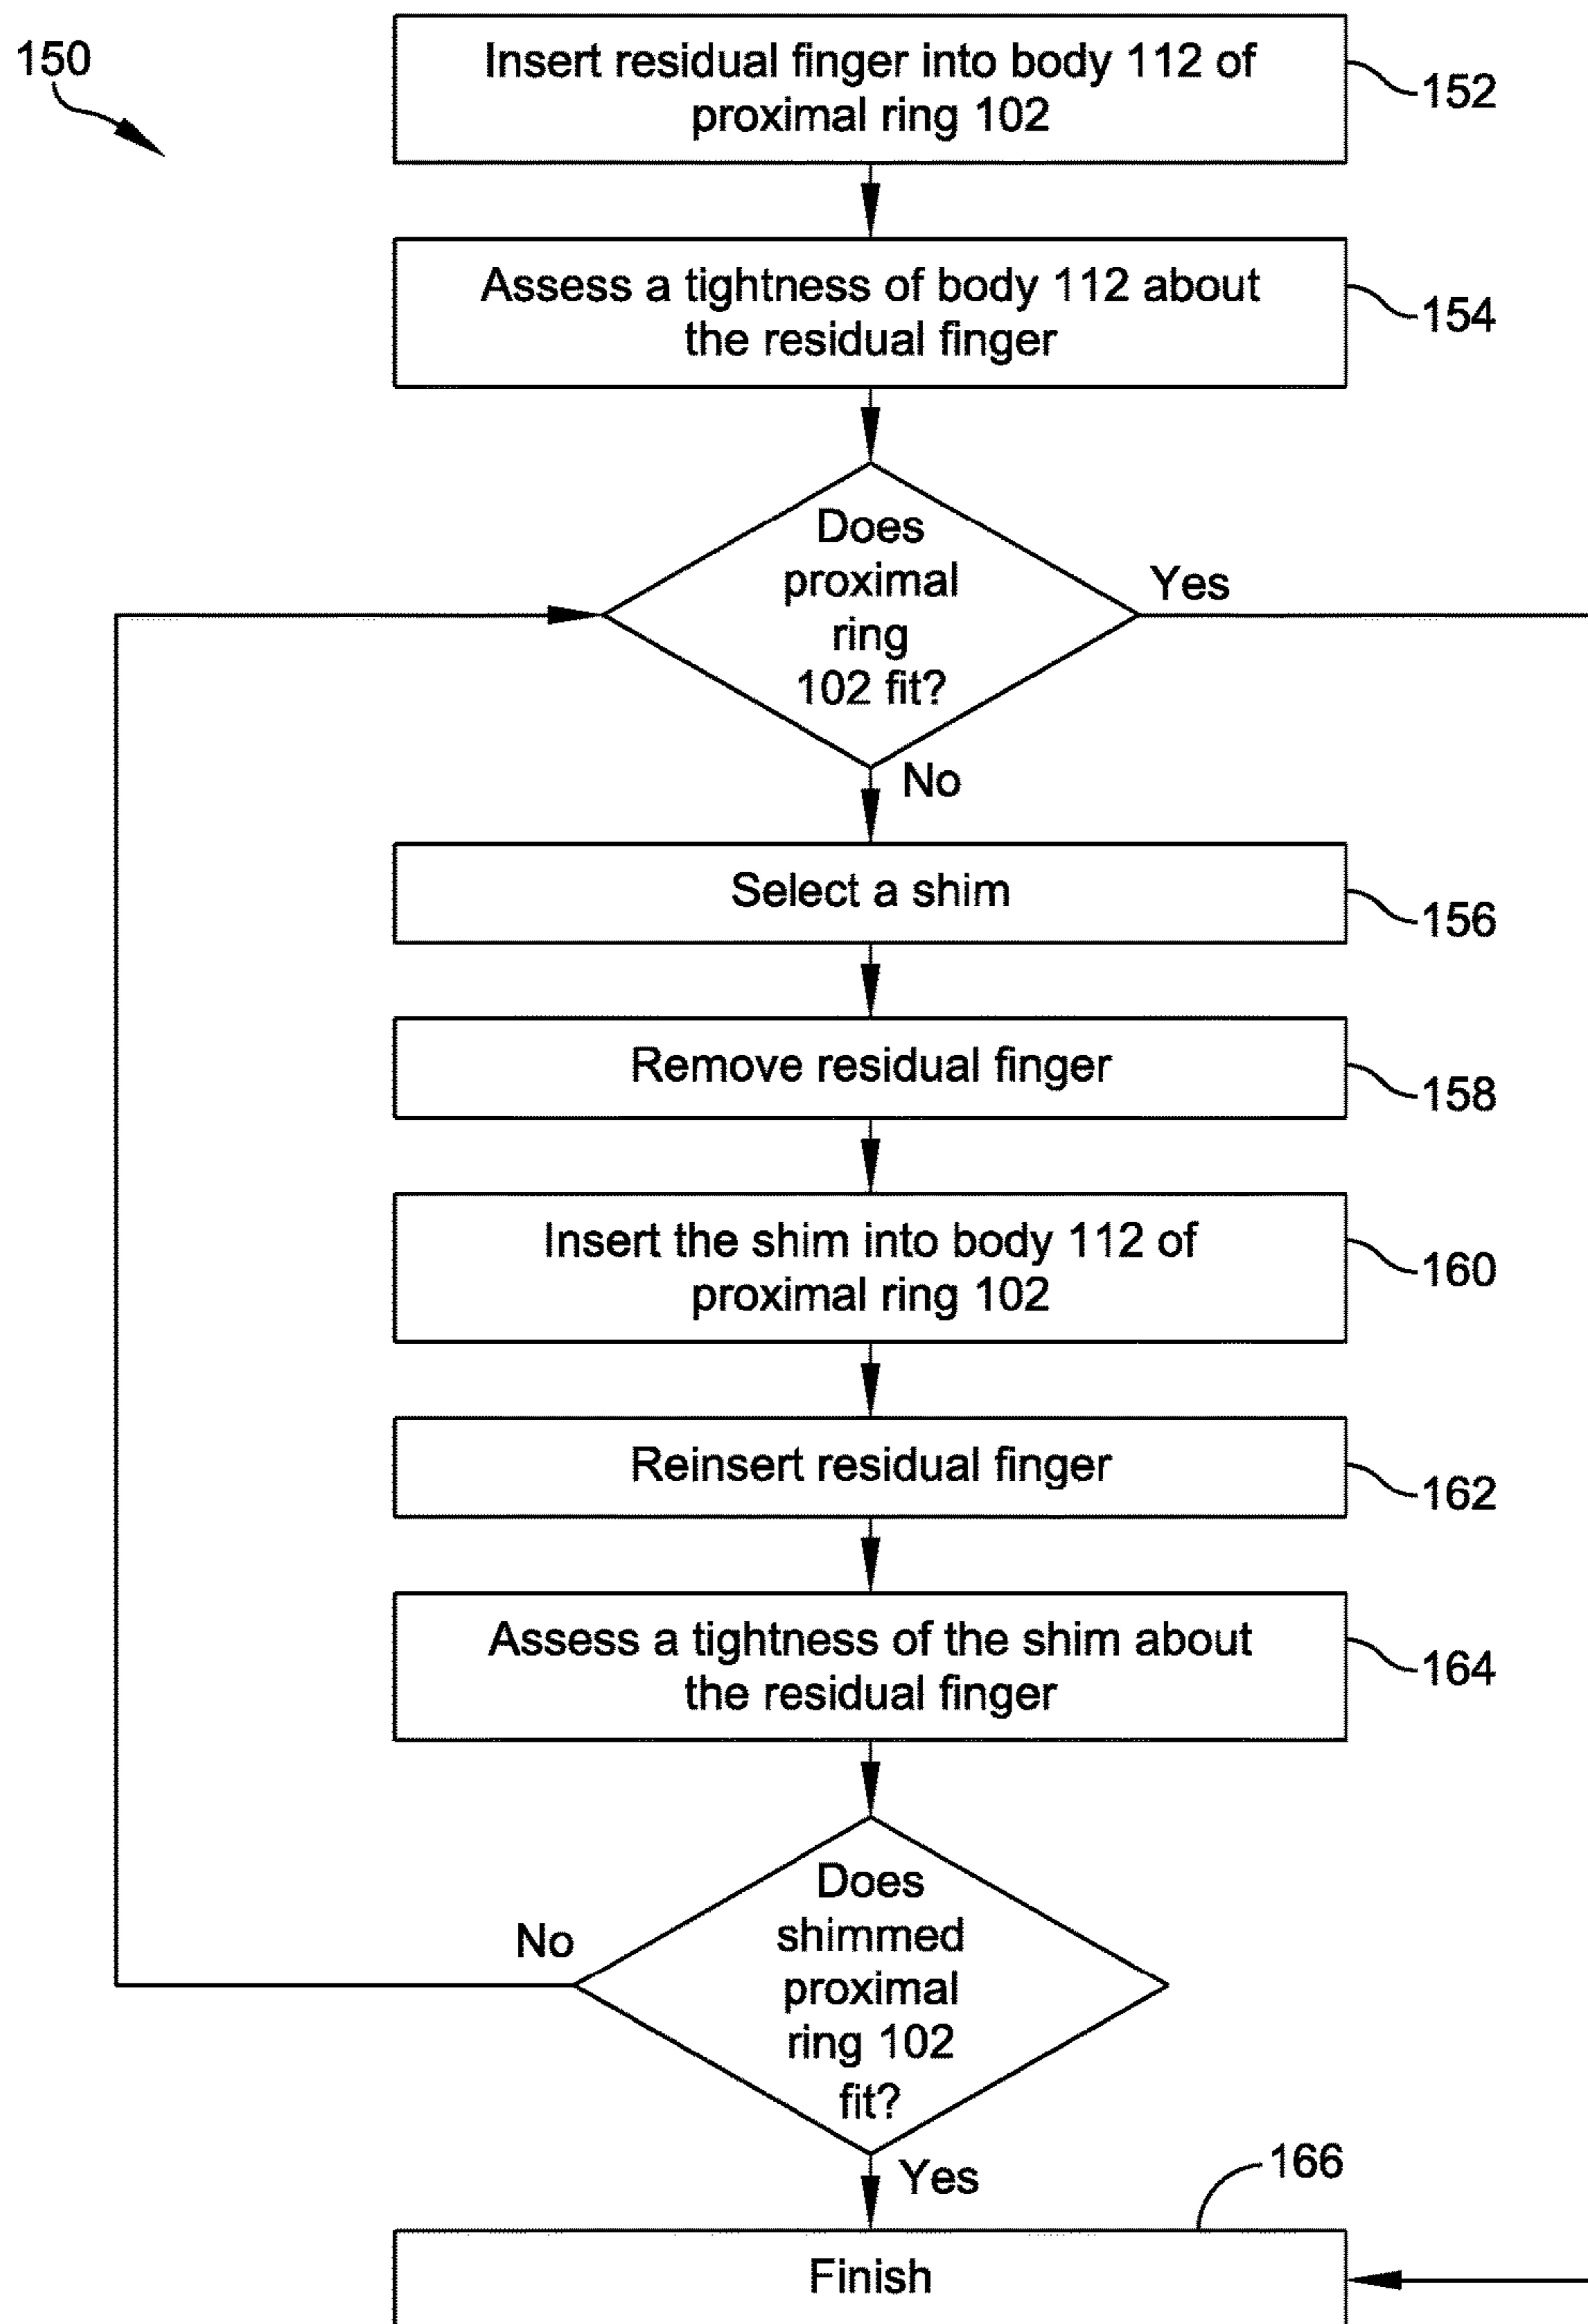 150
Insert residual finger into body 112 of
proximal ring 102
152
Assess a tightness of body 112 about
the residual finger
154
Does
proximal
ring
102 fit?
Yes
No
Select a shim
156
Remove residual finger
158
Insert the shim into body 112 of
proximal ring 102
160
Reinsert residual finger
162
Assess a tightness of the shim about
the residual finger
164
Does
shimmed
proximal
ring 102
fit?
No
Yes
166
Finish